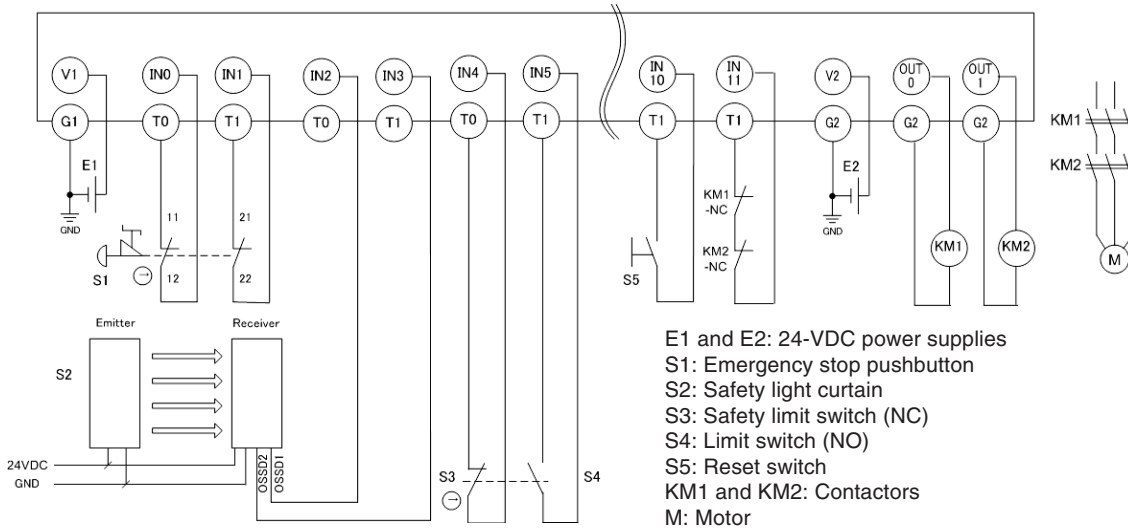 V1 IN0 IN1 IN2 IN3 IN4 IN5 IN 10 IN 11 V2 OUT 0 OUT 1
G1 T0 T1 T0 T1 T0 T1 T1 T1 G2 G2 G2
KM1
KM2
M
E1
GND
11 21
S1 12 22
KM1 -NC
KM2 -NC
S5
E2
GND
KM1 KM2
Emitter Receiver
S2
24VDC
GND
OSSD2
OSSD1
S3 S4
E1 and E2: 24-VDC power supplies
S1: Emergency stop pushbutton
S2: Safety light curtain
S3: Safety limit switch (NC)
S4: Limit switch (NO)
S5: Reset switch
KM1 and KM2: Contactors
M: Motor